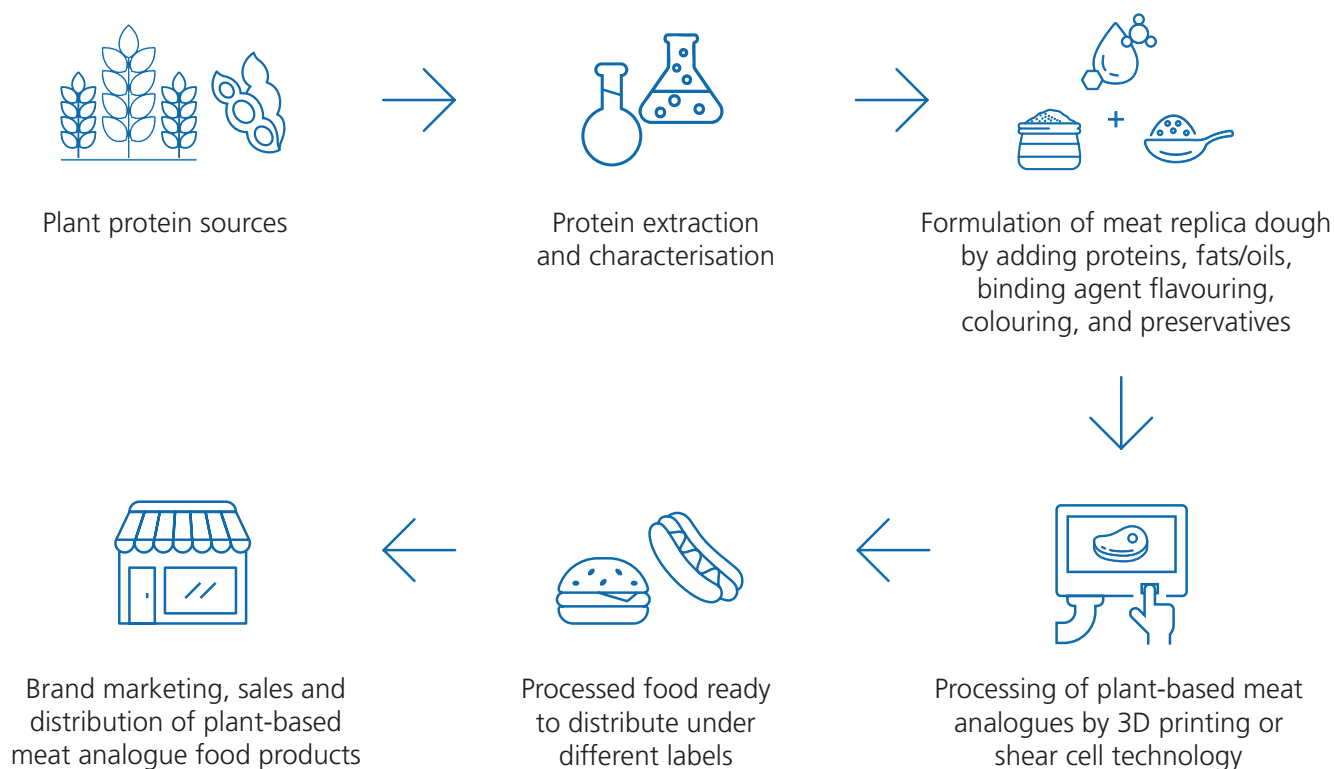 Plant protein sources
Protein extraction
and characterisation
Formulation of meat replica dough
by adding proteins, fats/oils,
binding agent flavouring,
colouring, and preservatives
Processing of plant-based meat
analogues by 3D printing or
shear cell technology
Processed food ready
to distribute under
different labels
Brand marketing, sales and
distribution of plant-based
meat analogue food products